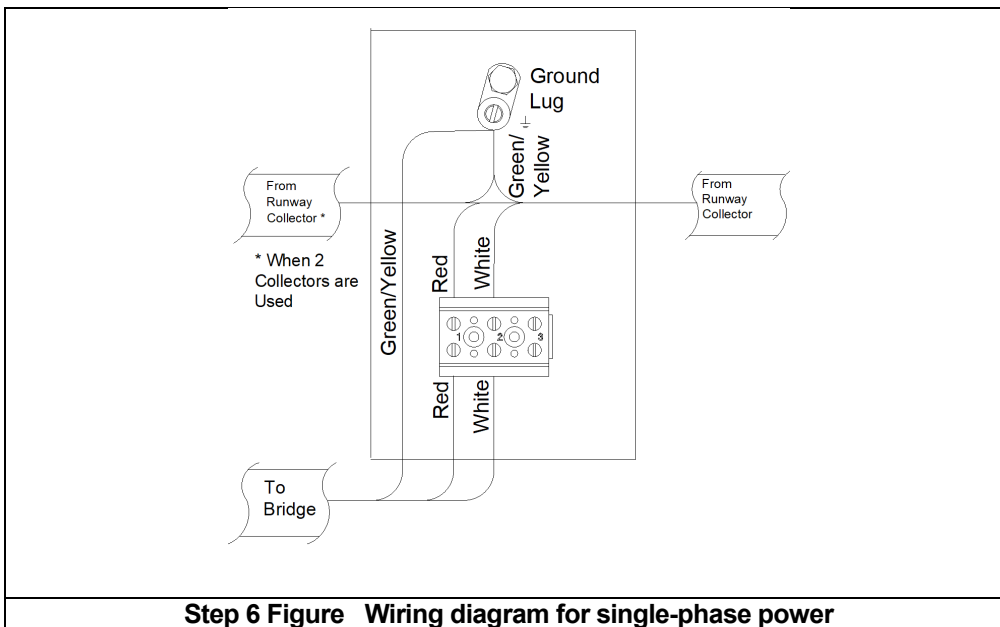 Ground
Lug
Green/
Yellow
From
Runway
Collector *
From
Runway
Collector
* When 2
Collectors are
Used
Green/Yellow
Red
White
1
2
3
Red
White
To
Bridge
Step 6 Figure Wiring diagram for single-phase power